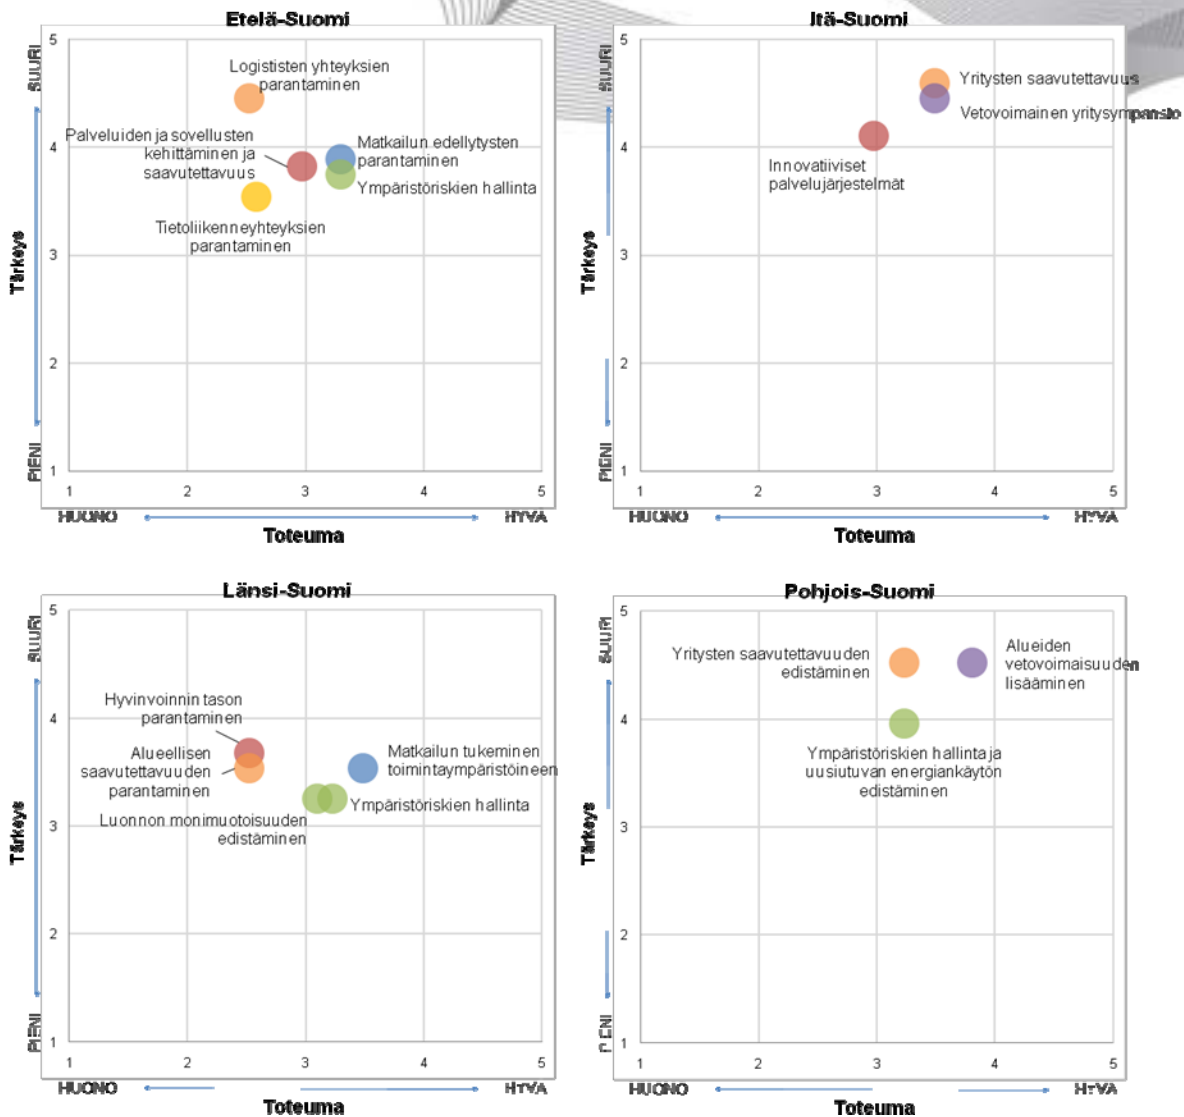 Etelä-Suomi
5
SUURI
Logististen yhteyksien
parantaminen
Palveluiden ja sovellusten
kehittäminen ja
saavutettavuus
4
Matkailun edellytysten
parantaminen
Ympäristöriskien hallinta
Tietoliikenneyhteyksien
parantaminen
3
Tärkeys
2
PIENI
1
1 2 3 4 5
HUONO HYVÄ
Toteuma
Itä-Suomi
5
SUURI
Yritysten saavutettavuus
Vetovoimainen yritysympäristö
4
Innovatiiviset
palvelujärjestelmät
3
Tärkeys
2
PIENI
1
1 2 3 4 5
HUONO HYVÄ
Toteuma
Länsi-Suomi
5
SUURI
Hyvinvoinnin tason
parantaminen
4
Alueellisen
saavutettavuuden
parantaminen
Matkailun tukeminen
toimintaympäristöineen
Ympäristöriskien hallinta
Luonnon monimuotoisuuden
edistäminen
3
Tärkeys
2
PIENI
1
1 2 3 4 5
HUONO HYVÄ
Toteuma
Pohjois-Suomi
5
SUURI
Yritysten saavutettavuuden
edistäminen
Alueiden
vetovoimaisuuden
lisääminen
4
Ympäristöriskien hallinta ja
uusiutuvan energiankäytön
edistäminen
3
Tärkeys
2
PIENI
1
1 2 3 4 5
HUONO HYVÄ
Toteuma